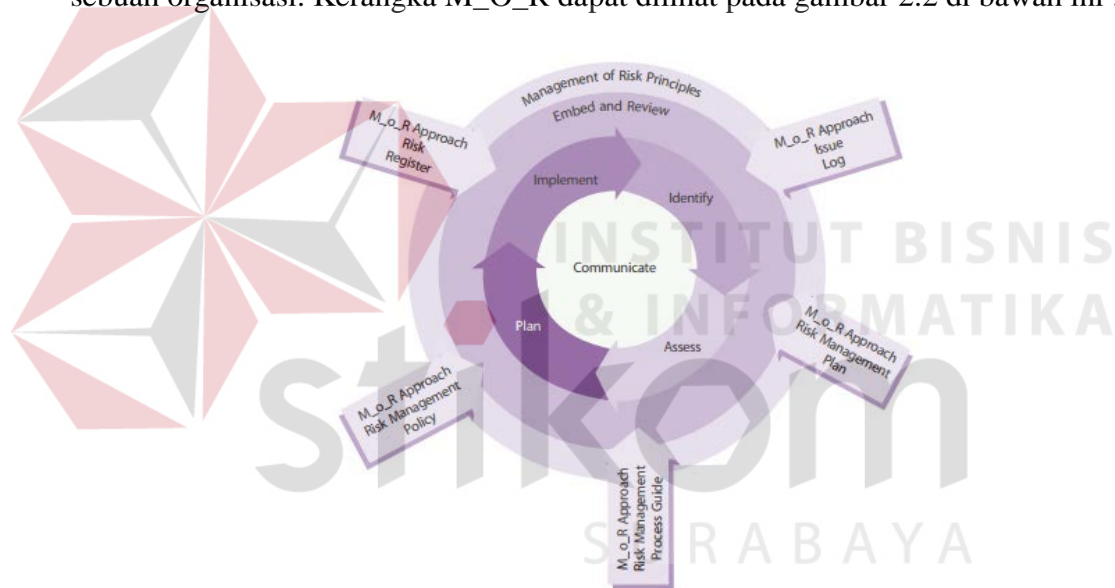 sebuah organisasi. Kerangka M_O_R dapat dilihat pada gambar 2.2 di bawah ini :
Management of Risk Principles
Embed and Review
M_o_R Approach
Risk
Register
M_o_R Approach
Issue
Log
Implement
Identify
Communicate
Plan
Assess
M_o_R Approach
Risk Management
Plan
M_o_R Approach
Risk Management
Policy
M_o_R Approach
Risk Management
Process Guide
INSTITUT BISNIS
& INFORMATIKA
stikom
SURABAYA